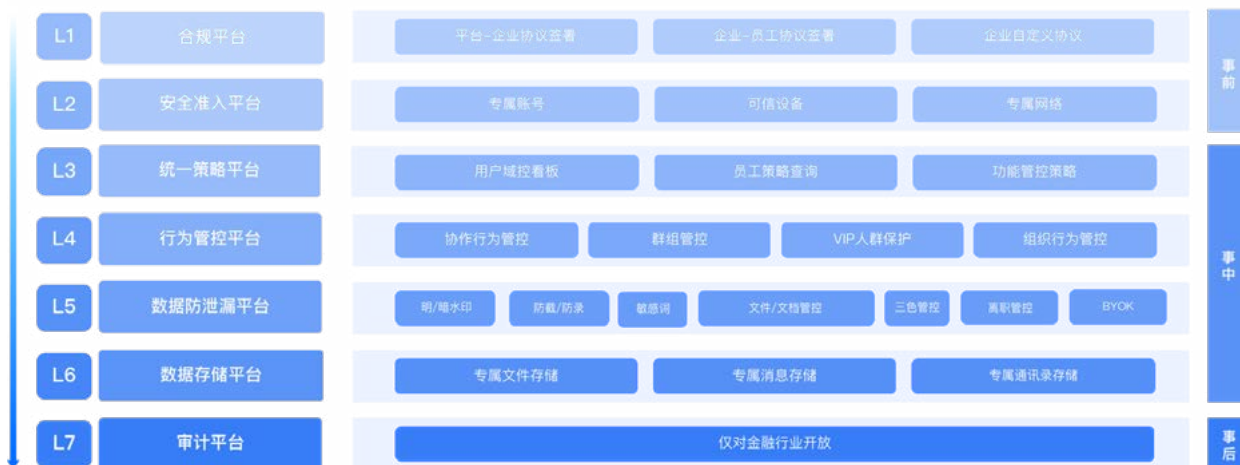 L1 合规平台 平台-企业协议签署 企业-员工协议签署 企业自定义协议
事前
L2 安全准入平台 专属账号 可信设备 专属网络
L3 统一策略平台 用户域控看板 员工策略查询 功能管控策略
L4 行为管控平台 协作行为管控 群组管控 VIP人群保护 组织行为管控
事中
L5 数据防泄漏平台 明/暗水印 防截/防录 敏感词 文件/文档管控 三色管控 离职管控 BYOK
L6 数据存储平台 专属文件存储 专属消息存储 专属通讯录存储
L7 审计平台 仅对金融行业开放
事后